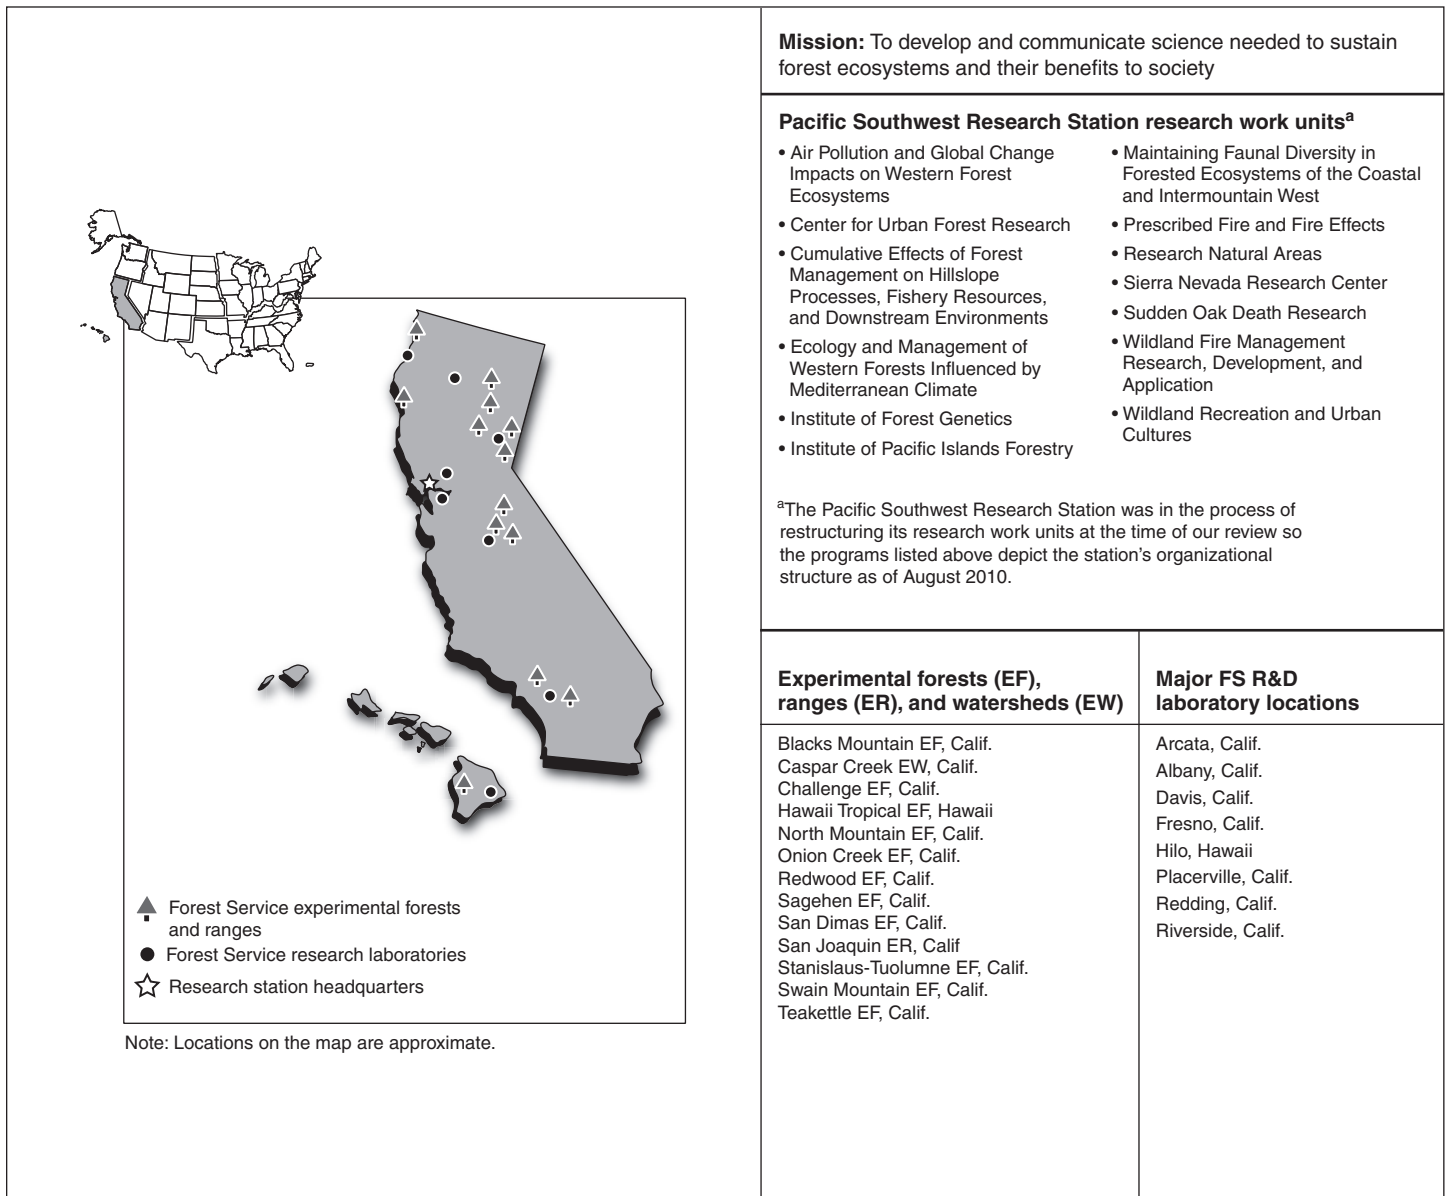 Mission: To develop and communicate science needed to sustain
forest ecosystems and their benefits to society
Pacific Southwest Research Station research work unitsᵃ
• Air Pollution and Global Change
Impacts on Western Forest
Ecosystems
• Center for Urban Forest Research
• Cumulative Effects of Forest
Management on Hillslope
Processes, Fishery Resources,
and Downstream Environments
• Ecology and Management of
Western Forests Influenced by
Mediterranean Climate
• Institute of Forest Genetics
• Institute of Pacific Islands Forestry
• Maintaining Faunal Diversity in
Forested Ecosystems of the Coastal
and Intermountain West
• Prescribed Fire and Fire Effects
• Research Natural Areas
• Sierra Nevada Research Center
• Sudden Oak Death Research
• Wildland Fire Management
Research, Development, and
Application
• Wildland Recreation and Urban
Cultures
ᵃThe Pacific Southwest Research Station was in the process of
restructuring its research work units at the time of our review so
the programs listed above depict the station's organizational
structure as of August 2010.
Experimental forests (EF),
ranges (ER), and watersheds (EW)
Blacks Mountain EF, Calif.
Caspar Creek EW, Calif.
Challenge EF, Calif.
Hawaii Tropical EF, Hawaii
North Mountain EF, Calif.
Onion Creek EF, Calif.
Redwood EF, Calif.
Sagehen EF, Calif.
San Dimas EF, Calif.
San Joaquin ER, Calif
Stanislaus-Tuolumne EF, Calif.
Swain Mountain EF, Calif.
Teakettle EF, Calif.
Major FS R&D
laboratory locations
Arcata, Calif.
Albany, Calif.
Davis, Calif.
Fresno, Calif.
Hilo, Hawaii
Placerville, Calif.
Redding, Calif.
Riverside, Calif.
Forest Service experimental forests
and ranges
Forest Service research laboratories
Research station headquarters
Note: Locations on the map are approximate.